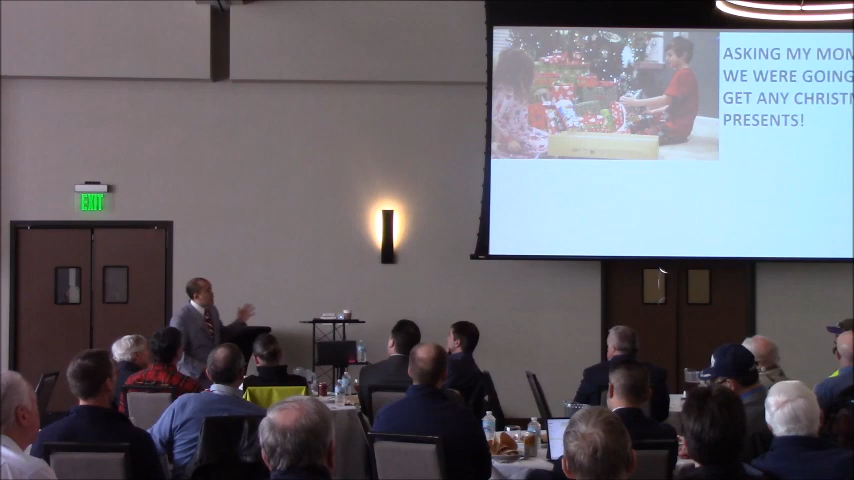 ASKING MY MOM
WE WERE GOING
GET ANY CHRIST
PRESENTS!
EXIT